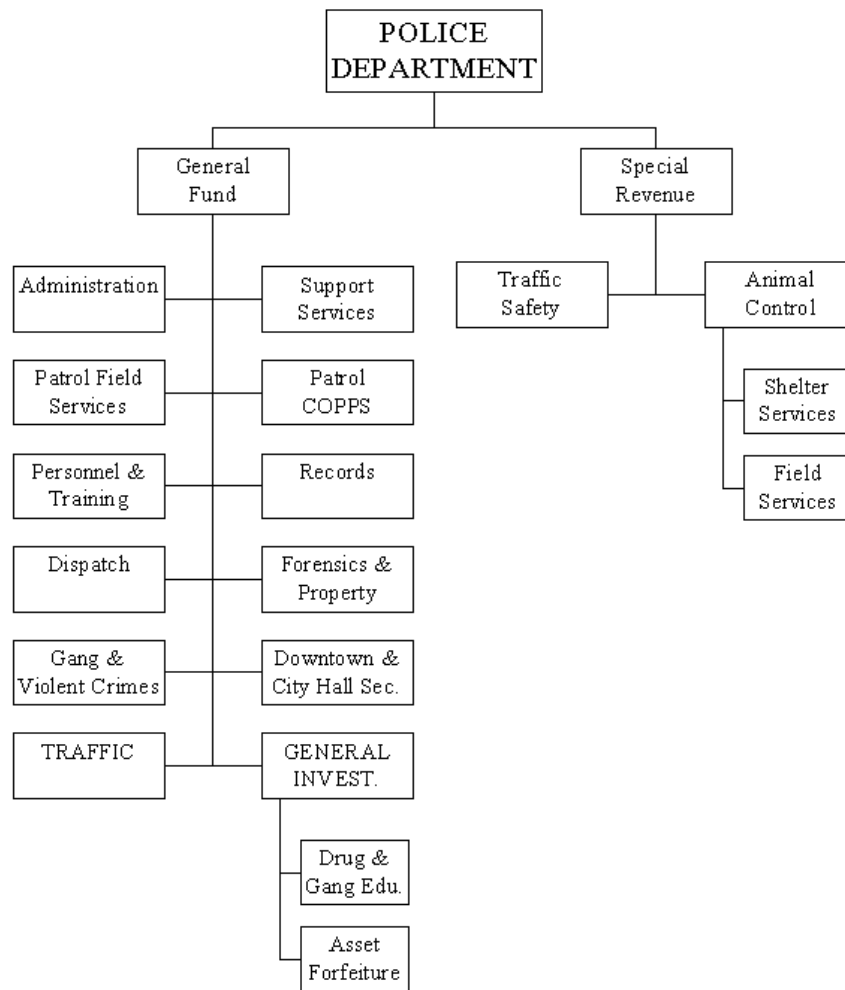 POLICE
DEPARTMENT
General
Fund
Special
Revenue
Administration
Support
Services
Traffic
Safety
Animal
Control
Patrol Field
Services
Patrol
COPPS
Shelter
Services
Personnel &
Training
Records
Field
Services
Dispatch
Forensics &
Property
Gang &
Violent Crimes
Downtown &
City Hall Sec.
TRAFFIC
GENERAL
INVEST.
Drug &
Gang Edu.
Asset
Forfeiture